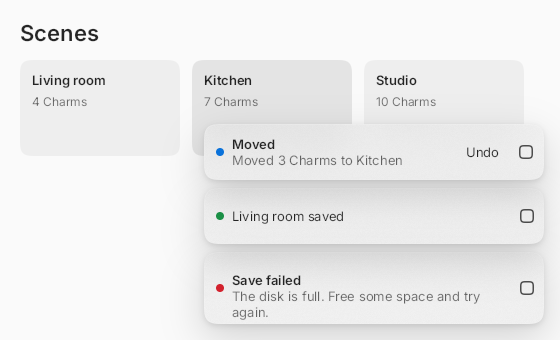 Scenes
Living room
4 Charms
Kitchen
7 Charms
Studio
10 Charms
Moved
Moved 3 Charms to Kitchen
Undo
Living room saved
Save failed
The disk is full. Free some space and try
again.